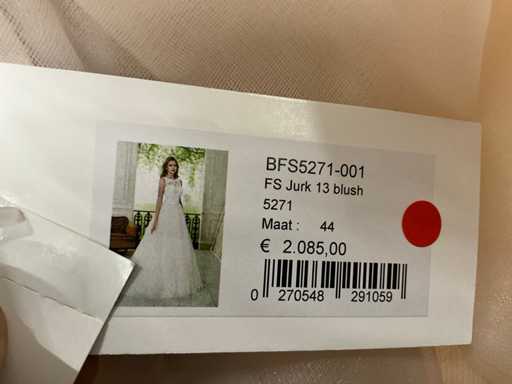 BFS5271-001
FS Jurk 13 blush
5271
Maat : 44
€ 2.085,00
0 270548 291059